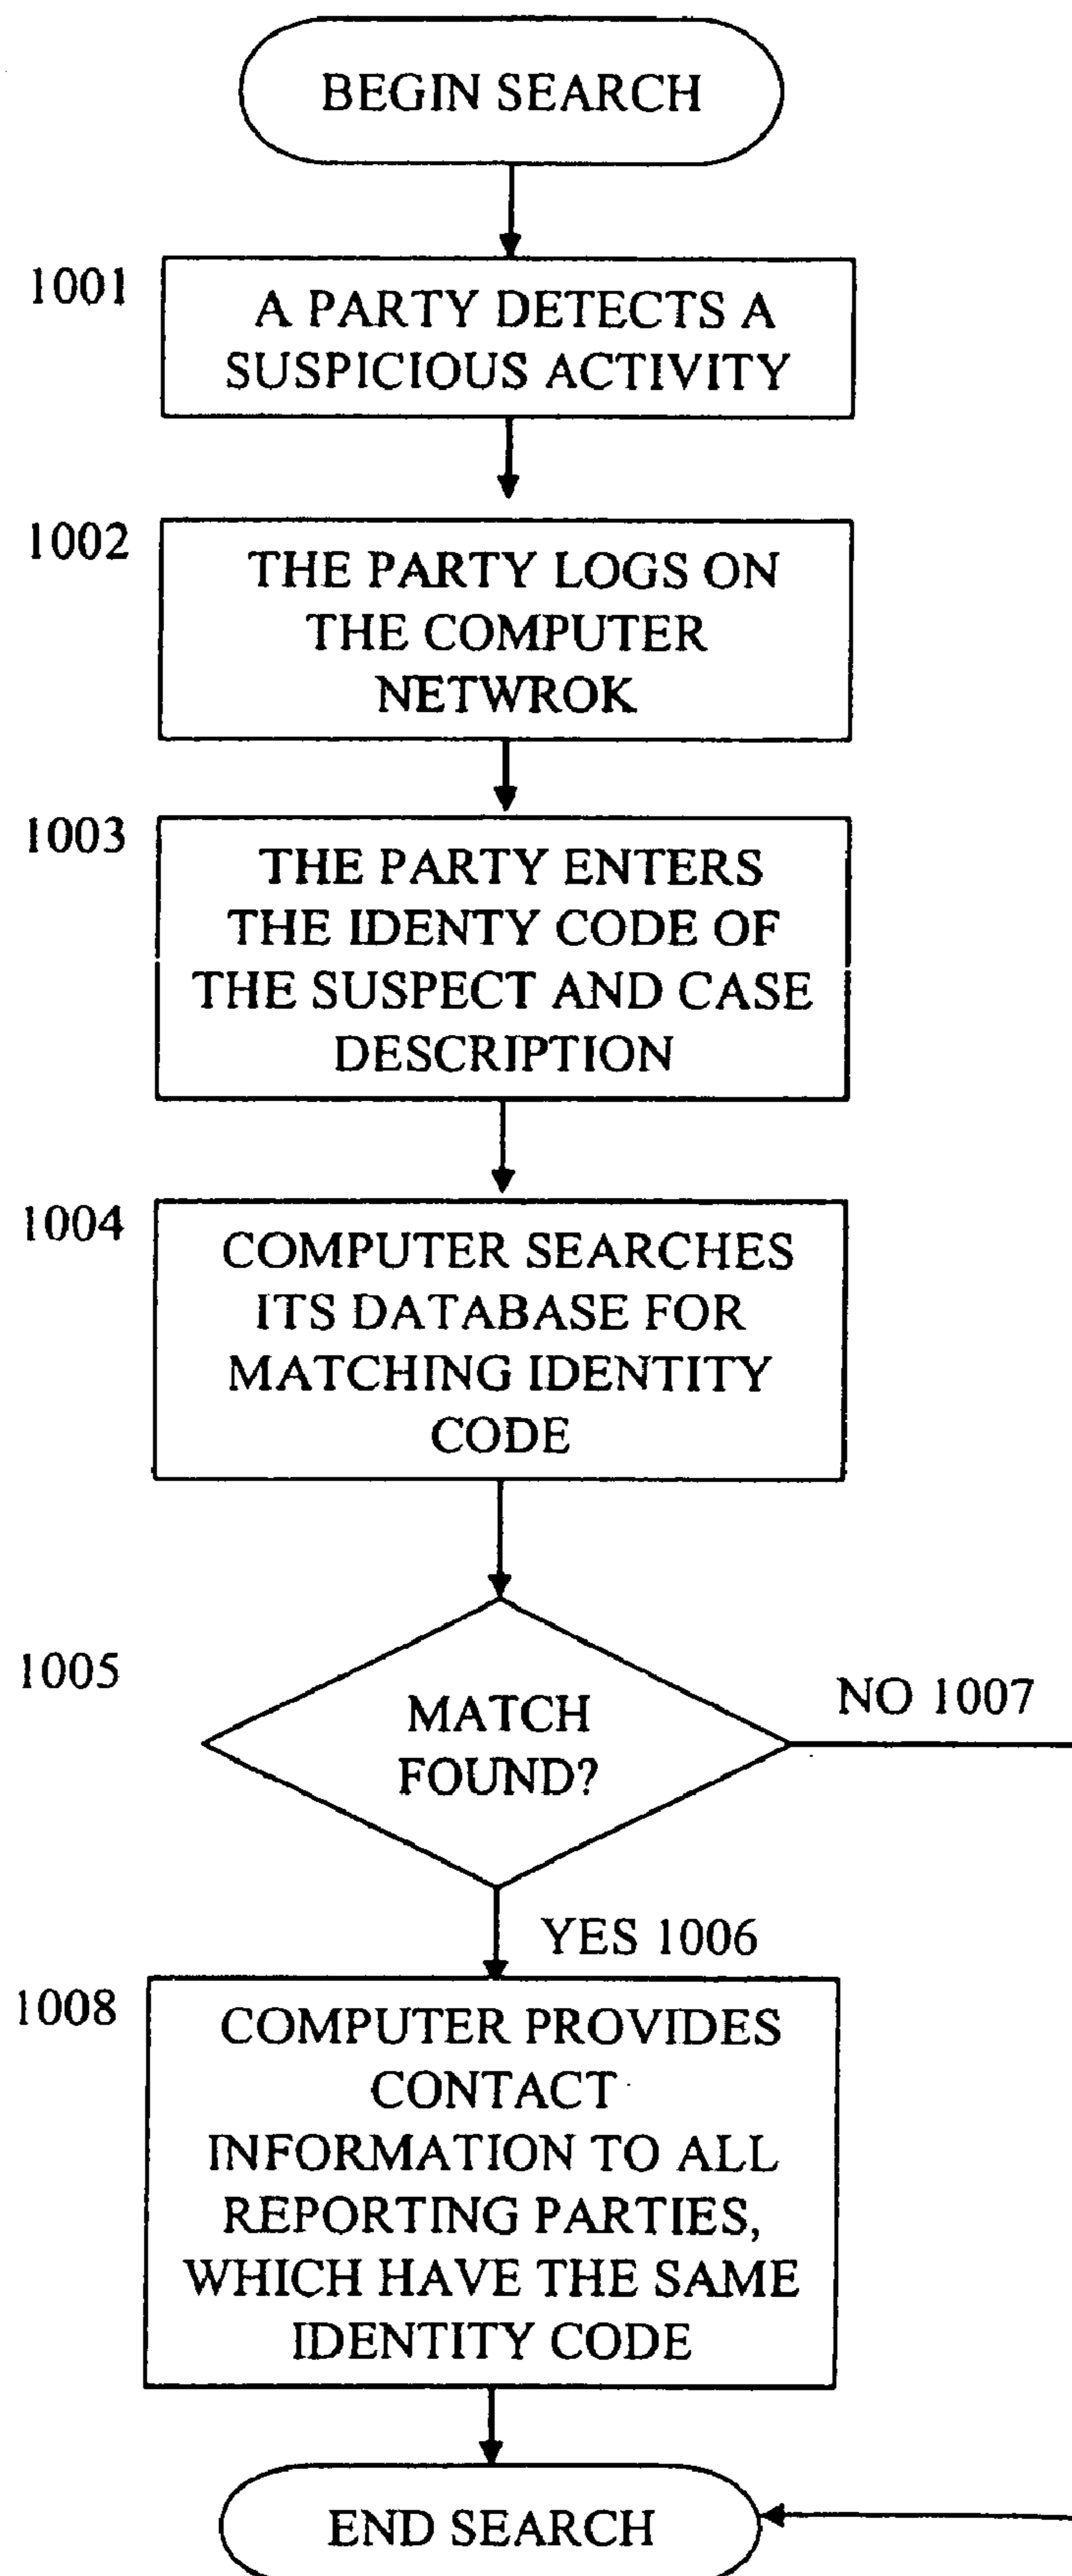 BEGIN SEARCH
1001
A PARTY DETECTS A
SUSPICIOUS ACTIVITY
1002
THE PARTY LOGS ON
THE COMPUTER
NETWROK
1003
THE PARTY ENTERS
THE IDENTY CODE OF
THE SUSPECT AND CASE
DESCRIPTION
1004
COMPUTER SEARCHES
ITS DATABASE FOR
MATCHING IDENTITY
CODE
1005
MATCH
FOUND?
NO 1007
YES 1006
1008
COMPUTER PROVIDES
CONTACT
INFORMATION TO ALL
REPORTING PARTIES,
WHICH HAVE THE SAME
IDENTITY CODE
END SEARCH